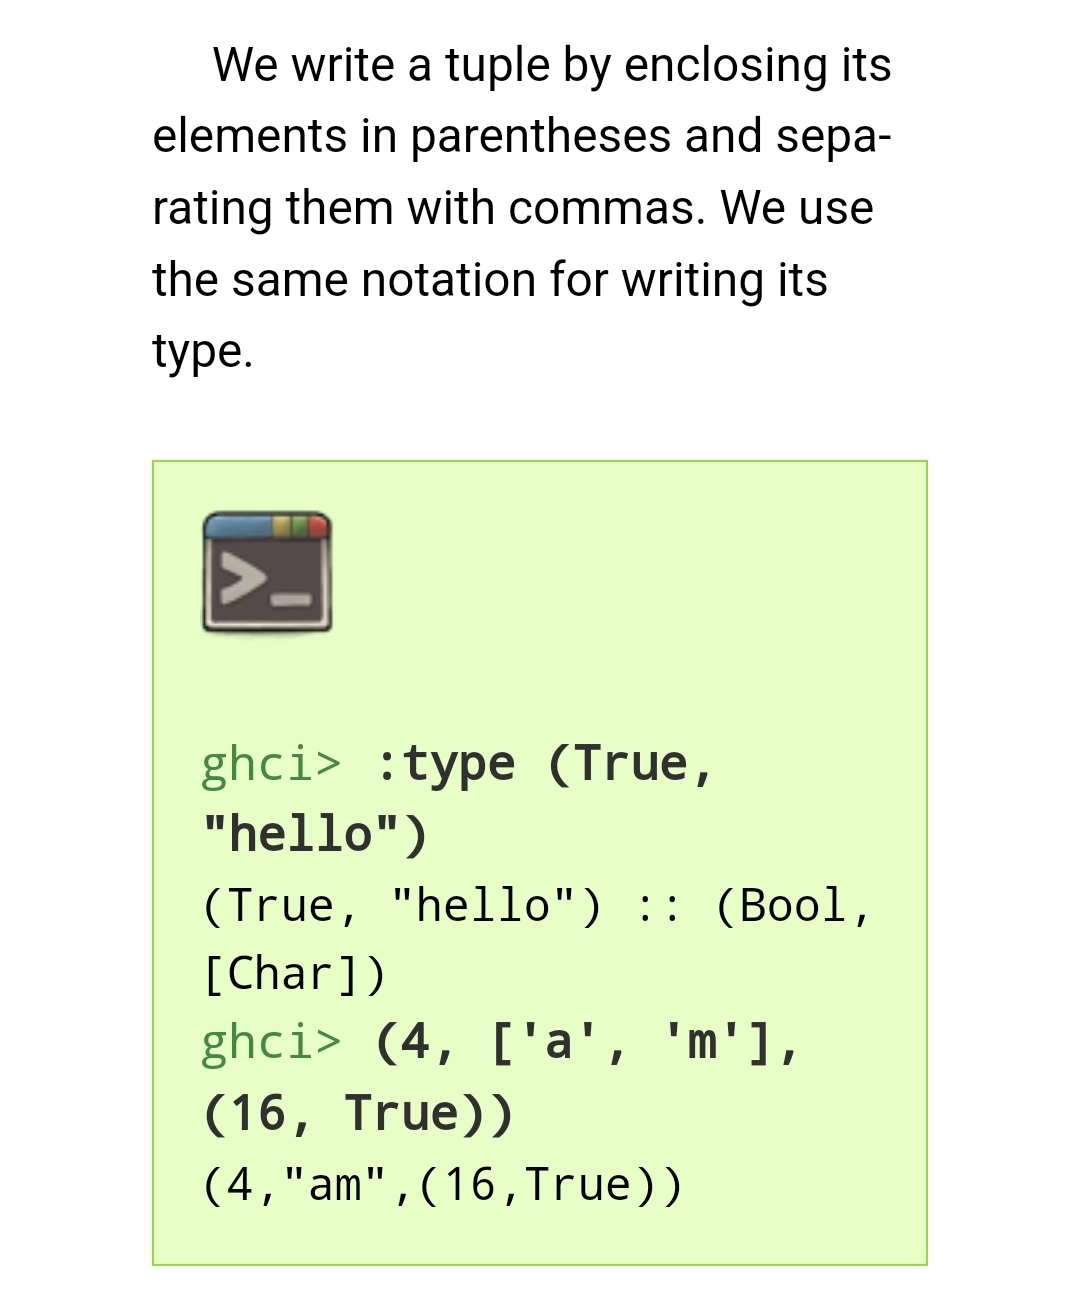 We write a tuple by enclosing its
elements in parentheses and sepa-
rating them with commas. We use
the same notation for writing its
type.
>_
ghci> :type (True,
"hello")
(True, "hello") :: (Bool,
[Char])
ghci> (4, ['a', 'm'],
(16, True))
(4,"am",(16,True))